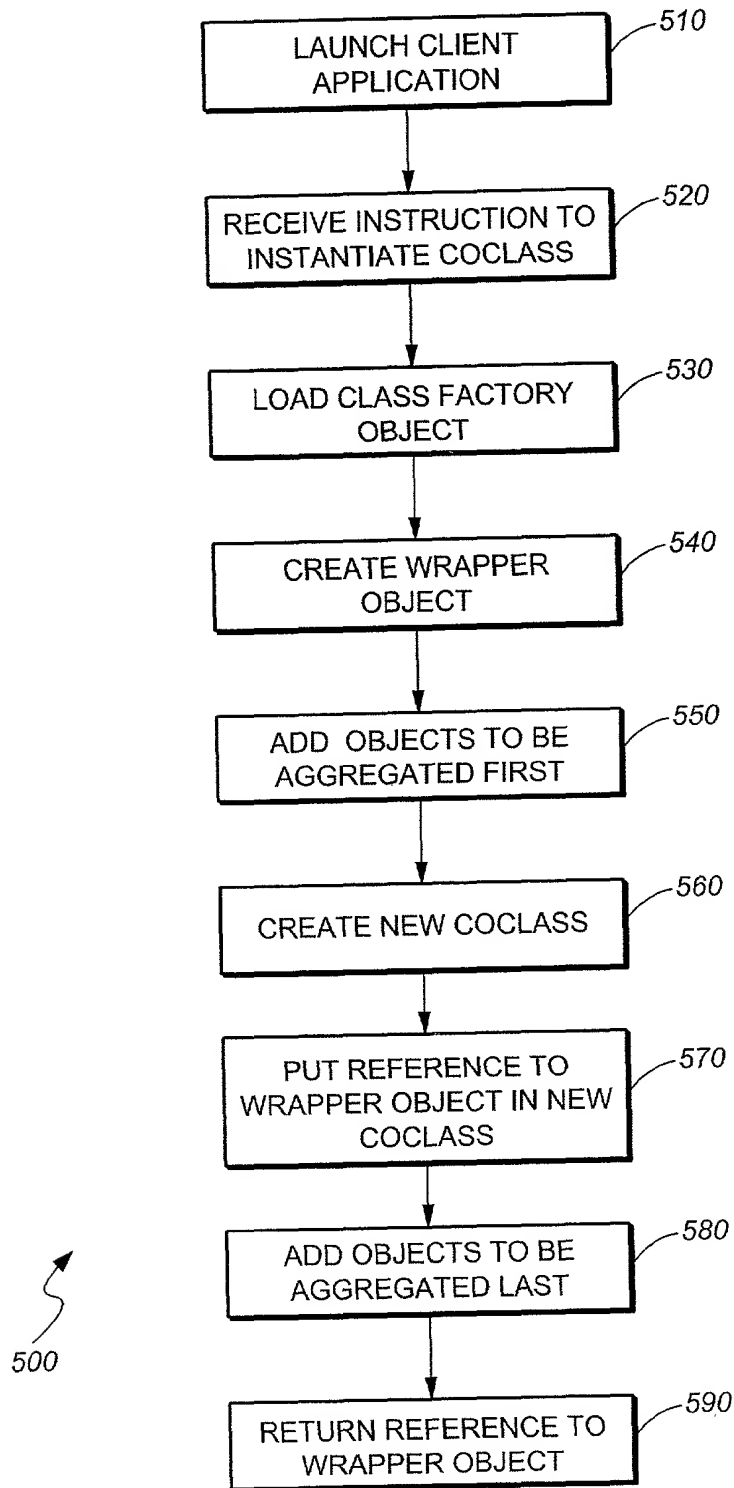 LAUNCH CLIENT
APPLICATION
510
RECEIVE INSTRUCTION TO
INSTANTIATE COCLASS
520
LOAD CLASS FACTORY
OBJECT
530
CREATE WRAPPER
OBJECT
540
ADD OBJECTS TO BE
AGGREGATED FIRST
550
CREATE NEW COCLASS
560
PUT REFERENCE TO
WRAPPER OBJECT IN NEW
COCLASS
570
ADD OBJECTS TO BE
AGGREGATED LAST
580
500
RETURN REFERENCE TO
WRAPPER OBJECT
590